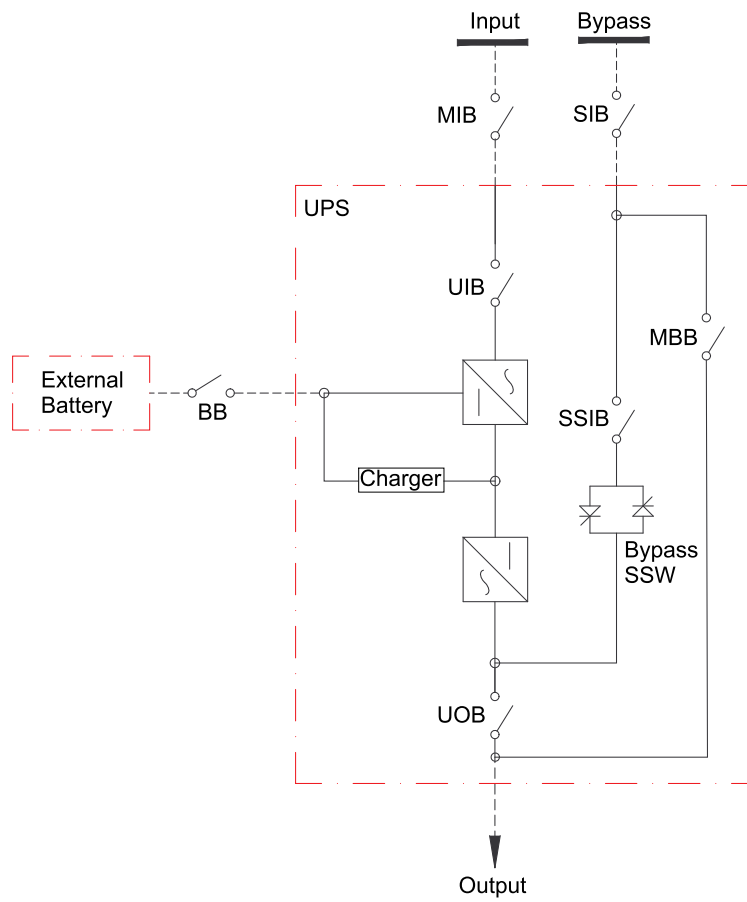 Input
Bypass
MIB
SIB
UPS
UIB
MBB
External
Battery
BB
SSIB
Charger
Bypass
SSW
UOB
Output